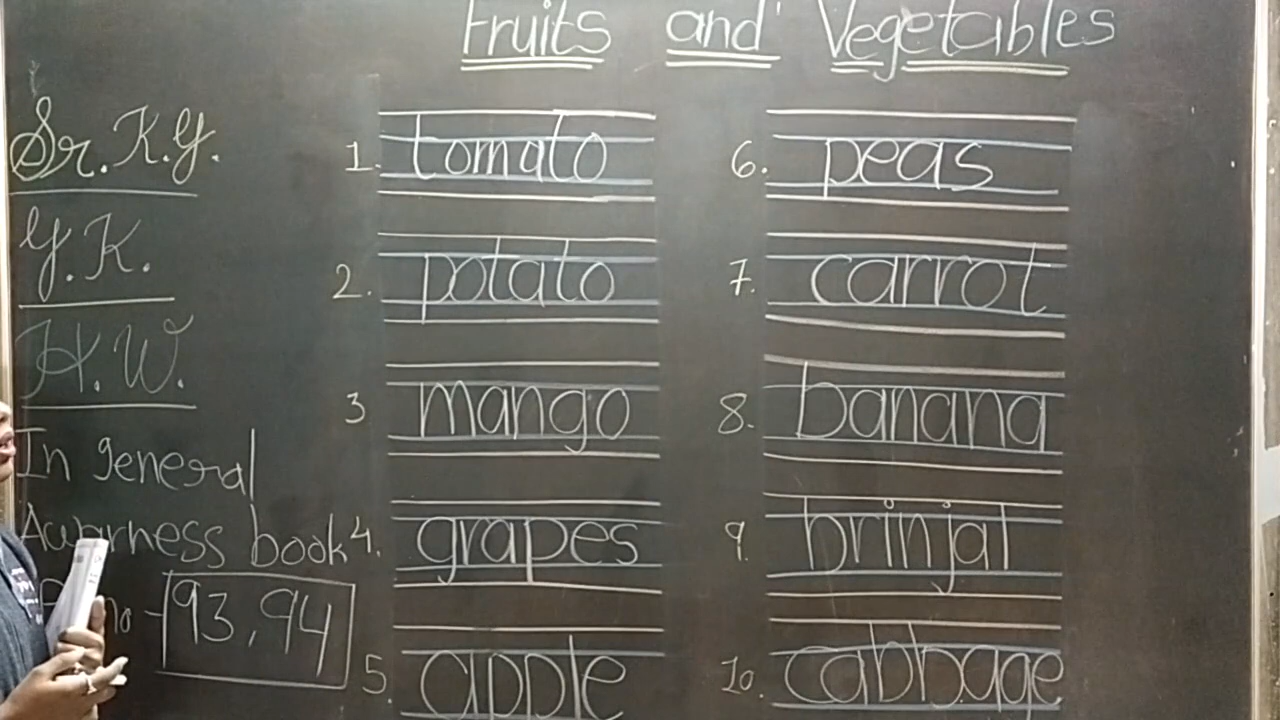 Fruits and Vegetables
Sr. K.G.
G.K.
H.W.
In general
Awarness book
no - 93, 94
1. tomato
2. potato
3 mango
4. grapes
5. apple
6. peas
7. carrot
8. banana
9. brinjal
10. cabbage